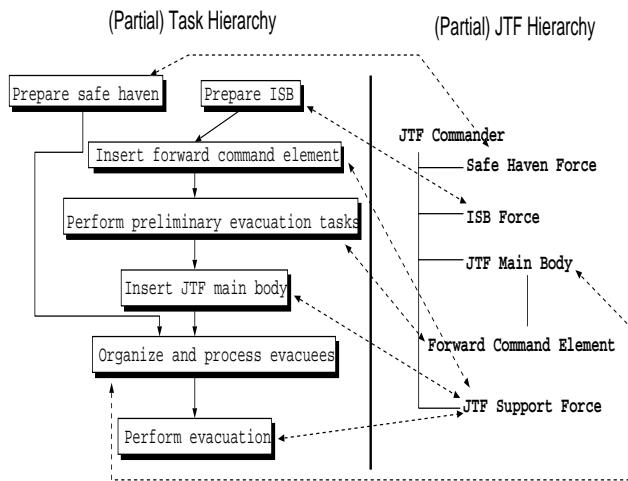 (Partial) Task Hierarchy
(Partial) JTF Hierarchy
Prepare safe haven
Prepare ISB
Insert forward command element
Perform preliminary evacuation tasks
Insert JTF main body
Organize and process evacuees
Perform evacuation
JTF Commander
Safe Haven Force
ISB Force
JTF Main Body
Forward Command Element
JTF Support Force